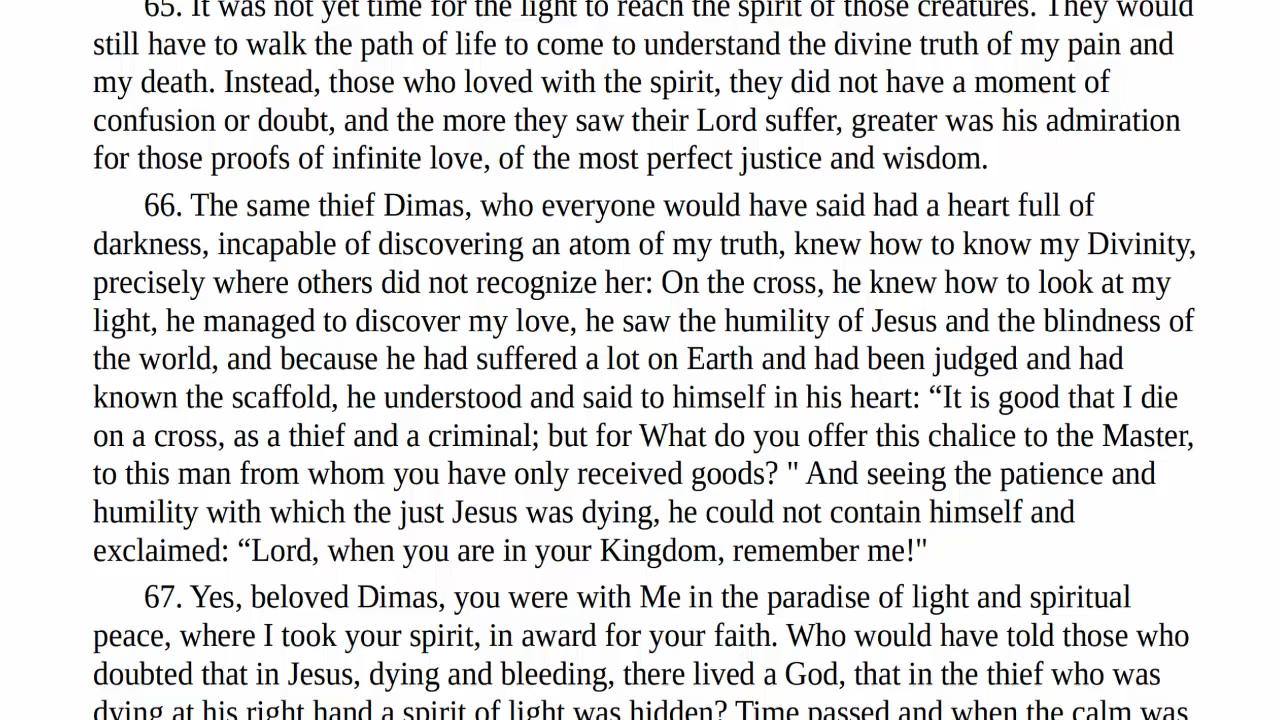 65. It was not yet time for the light to reach the spirit of those creatures. They would
still have to walk the path of life to come to understand the divine truth of my pain and
my death. Instead, those who loved with the spirit, they did not have a moment of
confusion or doubt, and the more they saw their Lord suffer, greater was his admiration
for those proofs of infinite love, of the most perfect justice and wisdom.
66. The same thief Dimas, who everyone would have said had a heart full of
darkness, incapable of discovering an atom of my truth, knew how to know my Divinity,
precisely where others did not recognize her: On the cross, he knew how to look at my
light, he managed to discover my love, he saw the humility of Jesus and the blindness of
the world, and because he had suffered a lot on Earth and had been judged and had
known the scaffold, he understood and said to himself in his heart: “It is good that I die
on a cross, as a thief and a criminal; but for What do you offer this chalice to the Master,
to this man from whom you have only received goods? " And seeing the patience and
humility with which the just Jesus was dying, he could not contain himself and
exclaimed: “Lord, when you are in your Kingdom, remember me!"
67. Yes, beloved Dimas, you were with Me in the paradise of light and spiritual
peace, where I took your spirit, in award for your faith. Who would have told those who
doubted that in Jesus, dying and bleeding, there lived a God, that in the thief who was
dying at his right hand a spirit of light was hidden? Time passed and when the calm was